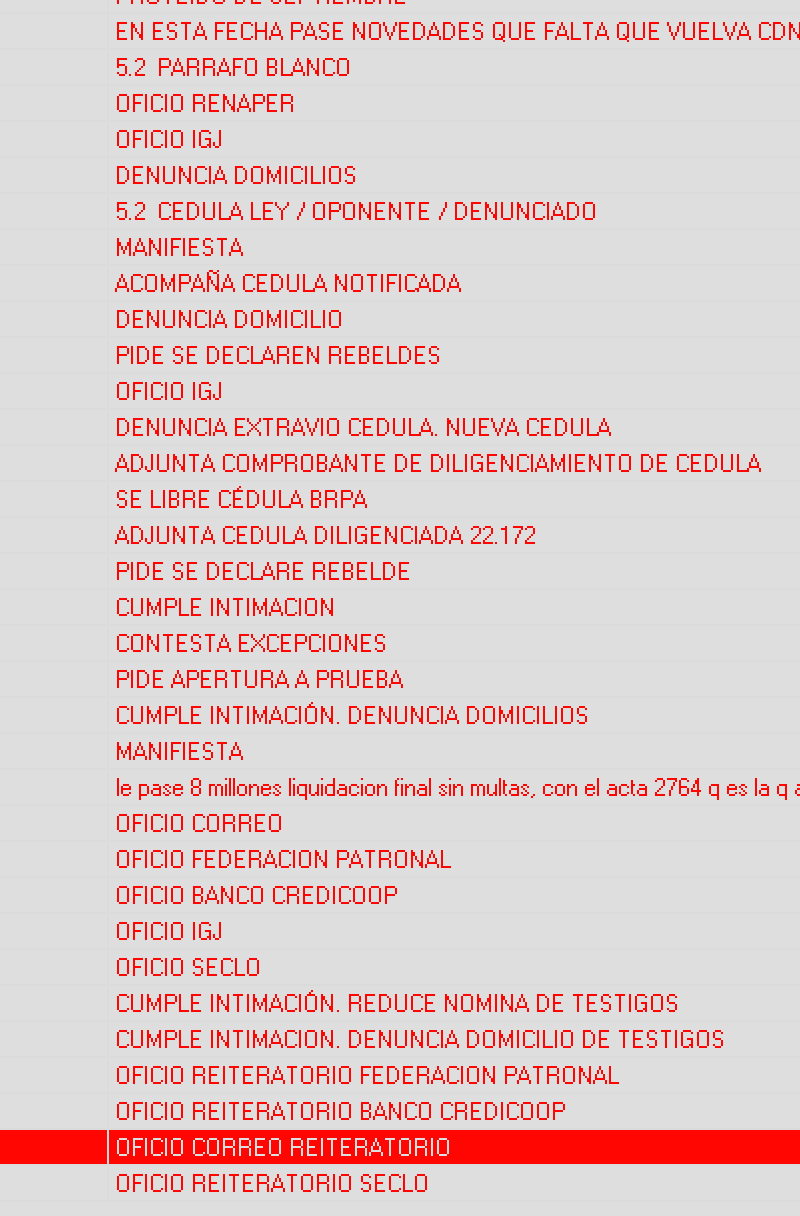 PROVEIDO DE SEPTIEMBRE
EN ESTA FECHA PASE NOVEDADES QUE FALTA QUE VUELVA CDN
5.2 PARRAFO BLANCO
OFICIO RENAPER
OFICIO IGJ
DENUNCIA DOMICILIOS
5.2 CEDULA LEY / OPONENTE / DENUNCIADO
MANIFIESTA
ACOMPAÑA CEDULA NOTIFICADA
DENUNCIA DOMICILIO
PIDE SE DECLAREN REBELDES
OFICIO IGJ
DENUNCIA EXTRAVIO CEDULA. NUEVA CEDULA
ADJUNTA COMPROBANTE DE DILIGENCIAMIENTO DE CEDULA
SE LIBRE CÉDULA BRPA
ADJUNTA CEDULA DILIGENCIADA 22.172
PIDE SE DECLARE REBELDE
CUMPLE INTIMACION
CONTESTA EXCEPCIONES
PIDE APERTURA A PRUEBA
CUMPLE INTIMACIÓN. DENUNCIA DOMICILIOS
MANIFIESTA
le pase 8 millones liquidacion final sin multas, con el acta 2764 q es la q a
OFICIO CORREO
OFICIO FEDERACION PATRONAL
OFICIO BANCO CREDICOOP
OFICIO IGJ
OFICIO SECLO
CUMPLE INTIMACIÓN. REDUCE NOMINA DE TESTIGOS
CUMPLE INTIMACION. DENUNCIA DOMICILIO DE TESTIGOS
OFICIO REITERATORIO FEDERACION PATRONAL
OFICIO REITERATORIO BANCO CREDICOOP
OFICIO CORREO REITERATORIO
OFICIO REITERATORIO SECLO